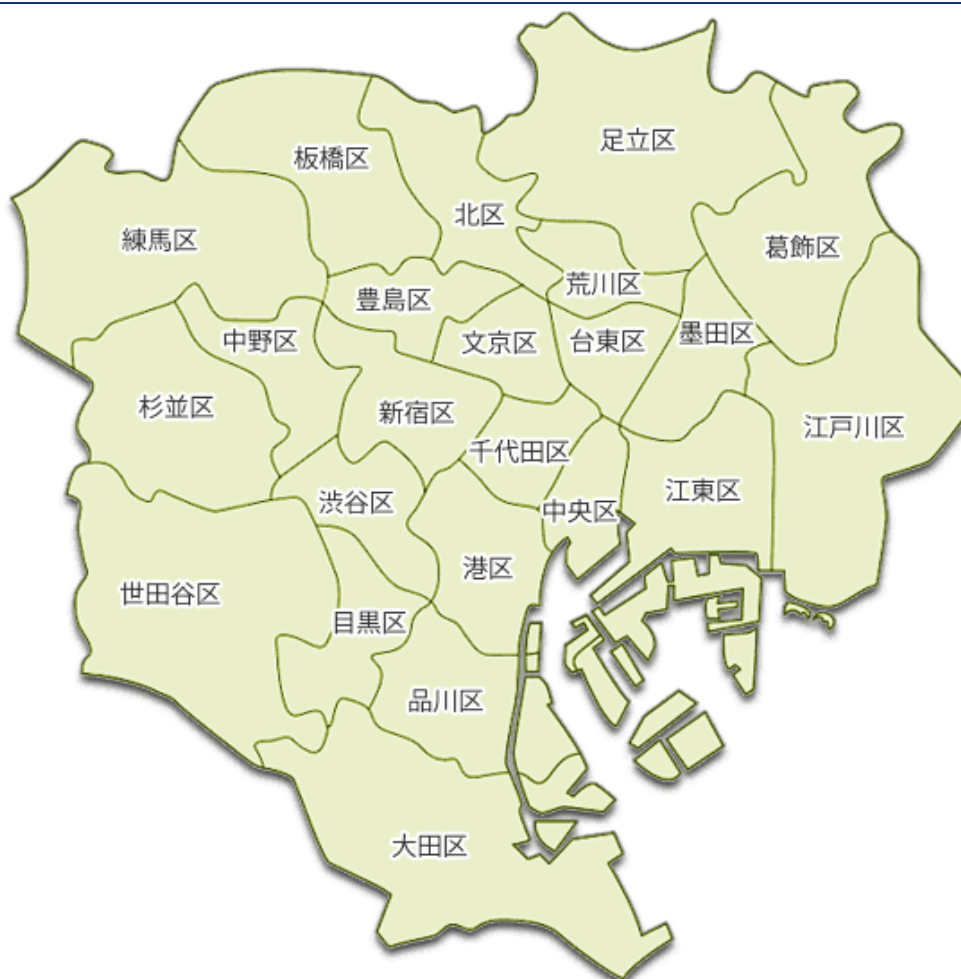 足立区
板橋区
北区
練馬区
葛飾区
荒川区
豊島区
中野区
文京区
台東区
墨田区
杉並区
新宿区
江戸川区
千代田区
江東区
渋谷区
中央区
港区
世田谷区
目黒区
品川区
大田区